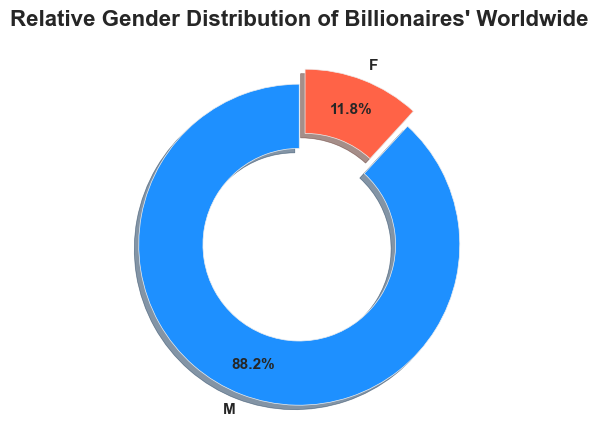 Relative Gender Distribution of Billionaires' Worldwide
F
11.8%
88.2%
M